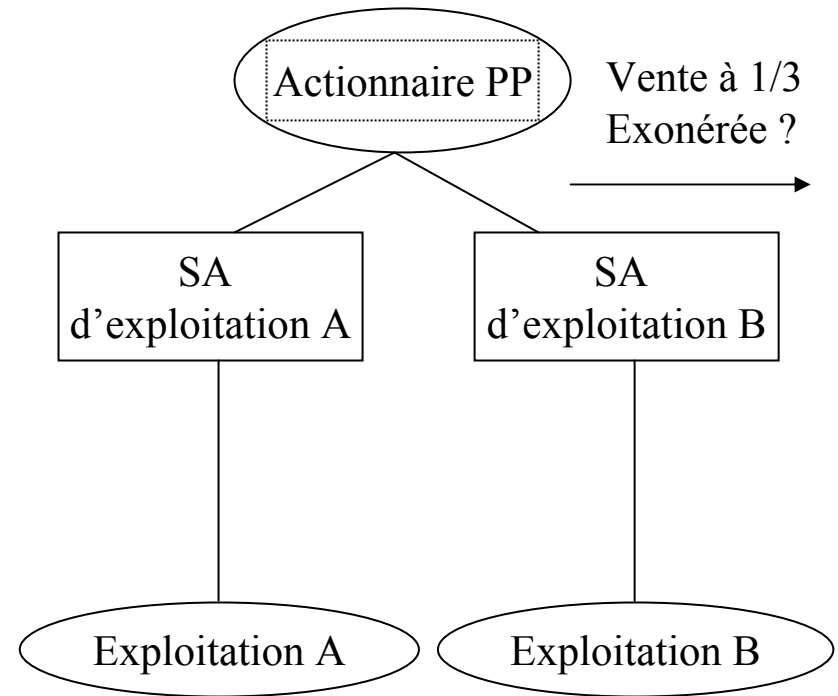 Actionnaire PP
Vente à 1/3
Exonérée ?
SA
d’exploitation A
SA
d’exploitation B
Exploitation A
Exploitation B